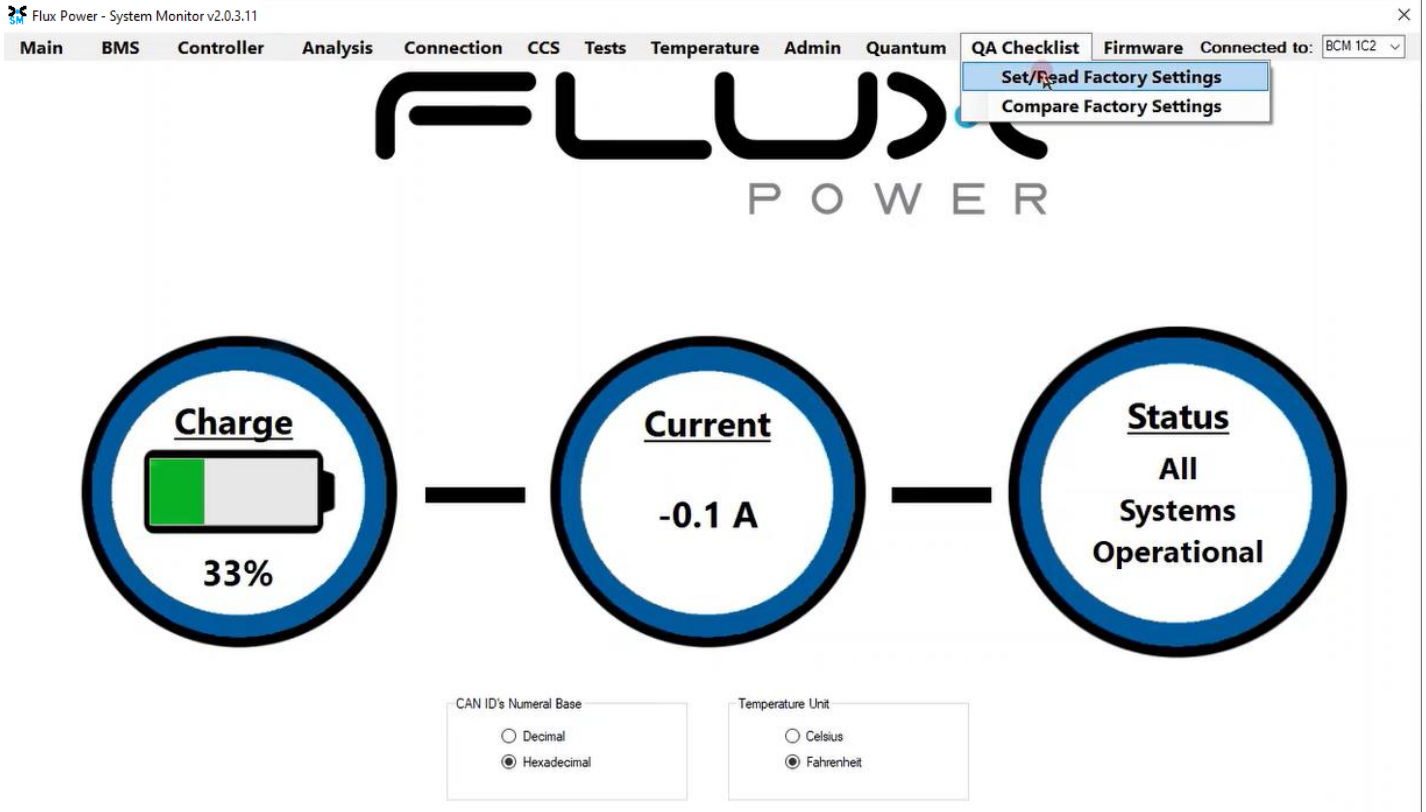 Flux Power - System Monitor v2.0.3.11
Main BMS Controller Analysis Connection CCS Tests Temperature Admin Quantum QA Checklist Firmware Connected to: BCM 1C2
Set/Read Factory Settings
Compare Factory Settings
FLUX
POWER
Charge
33%
Current
-0.1 A
Status
All
Systems
Operational
CAN ID's Numeral Base
Decimal
Hexadecimal
Temperature Unit
Celsius
Fahrenheit